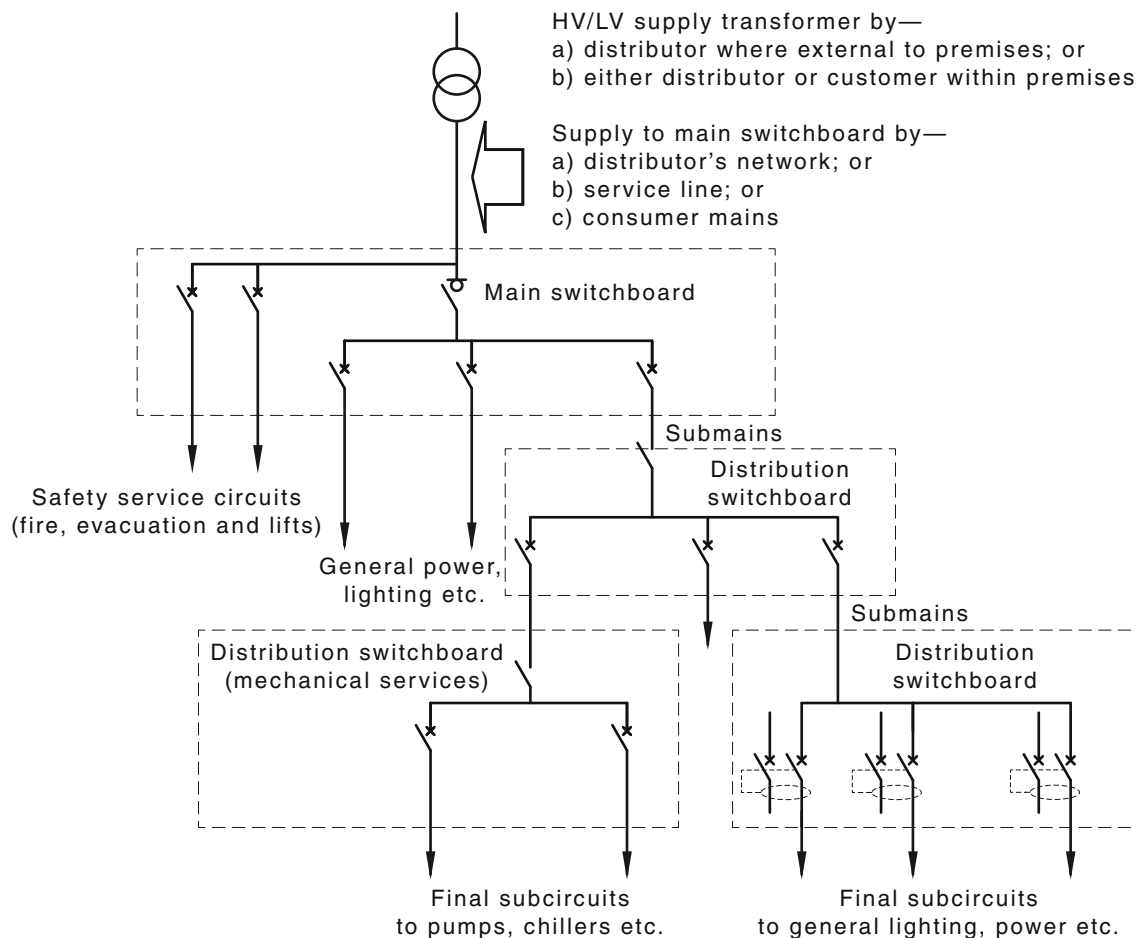 HV/LV supply transformer by—
a) distributor where external to premises; or
b) either distributor or customer within premises
Supply to main switchboard by—
a) distributor's network; or
b) service line; or
c) consumer mains
Main switchboard
Submains
Distribution
switchboard
Safety service circuits
(fire, evacuation and lifts)
General power,
lighting etc.
Submains
Distribution switchboard
(mechanical services)
Distribution
switchboard
Final subcircuits
to pumps, chillers etc.
Final subcircuits
to general lighting, power etc.